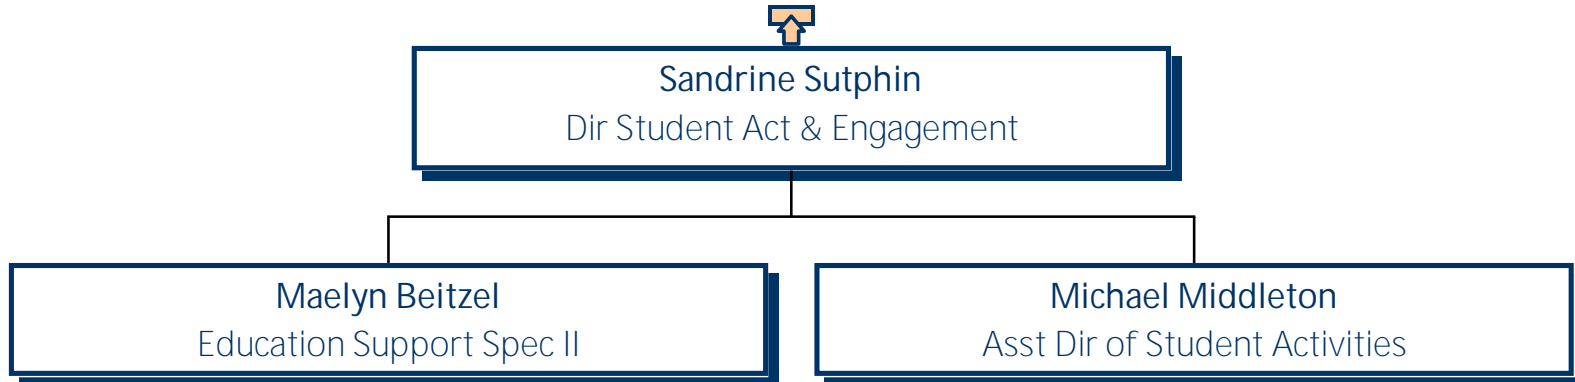 Sandrine Sutphin
Dir Student Act & Engagement
Maelyn Beitzel
Education Support Spec II
Michael Middleton
Asst Dir of Student Activities